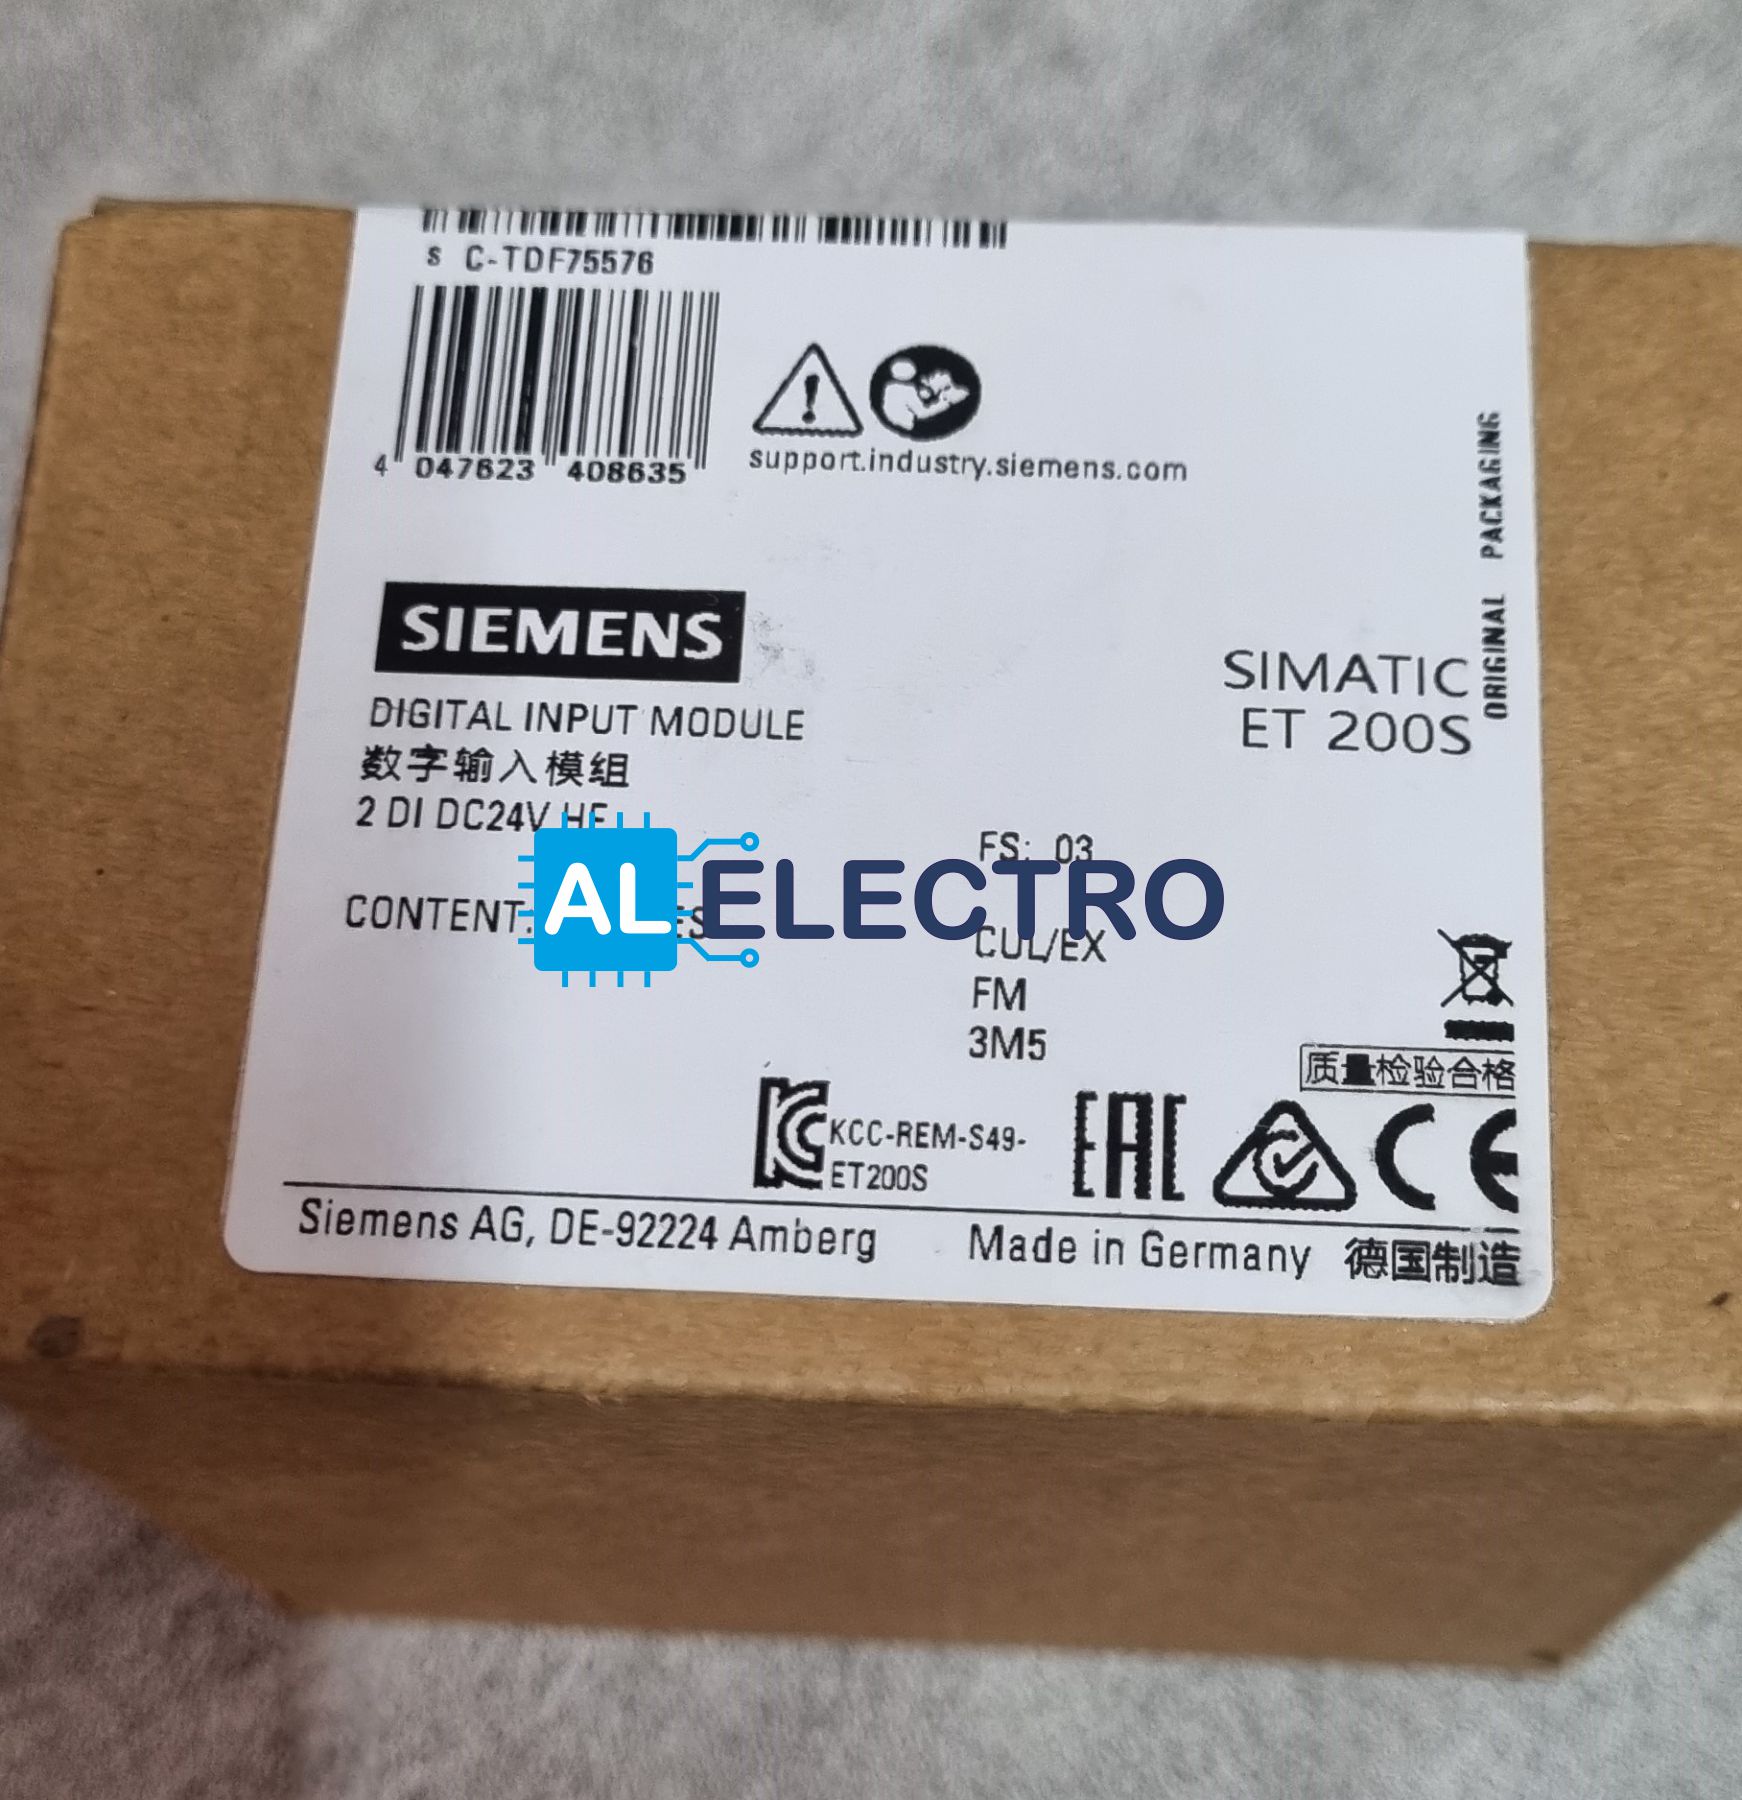 S C-TDF75576
4 047623 408635
support.industry.siemens.com
ORIGINAL PACKAGING
SIEMENS
SIMATIC
ET 200S
DIGITAL INPUT MODULE
数字输入模组
2 DI DC24V HF
FS: 03
CONTENT:
AL ELECTRO
CUL/EX
FM
3M5
质量检验合格
KCC-REM-S49-
ET200S
EAC
CE
Siemens AG, DE-92224 Amberg Made in Germany 德国制造